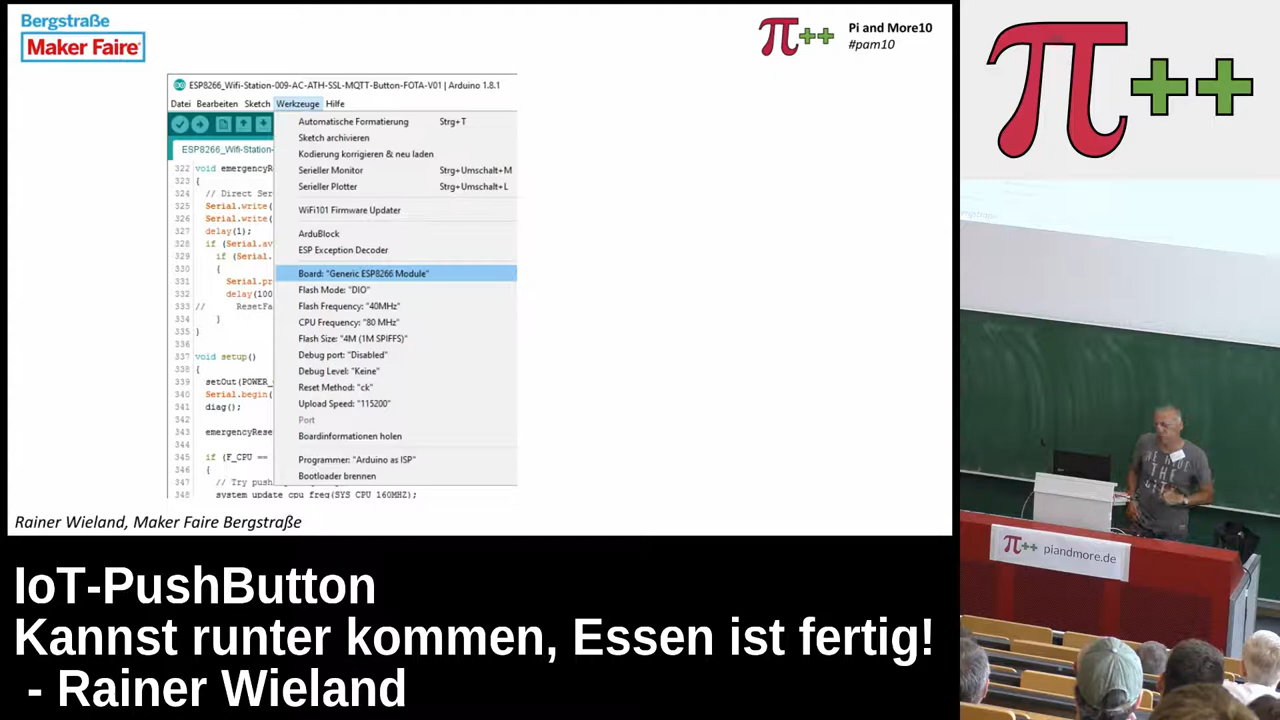 Bergstraße
Maker Faire
π++
Pi and More10
#pam10
π++
ESP8266_Wifi-Station-009-AC-ATH-SSL-MQTT-Button-FOTA-V01 | Arduino 1.8.1
Datei Bearbeiten Sketch Werkzeuge Hilfe
ESP8266_Wifi-Station-
Automatische Formatierung Strg+T
Sketch archivieren
Kodierung korrigieren & neu laden
Serieller Monitor Strg+Umschalt+M
Serieller Plotter Strg+Umschalt+L
WiFi101 Firmware Updater
ArduBlock
ESP Exception Decoder
Board: "Generic ESP8266 Module"
Flash Mode: "DIO"
Flash Frequency: "40MHz"
CPU Frequency: "80 MHz"
Flash Size: "4M (1M SPIFFS)"
Debug port: "Disabled"
Debug Level: "Keine"
Reset Method: "ck"
Upload Speed: "115200"
Port
Boardinformationen holen
Programmer: "Arduino as ISP"
Bootloader brennen
322 void emergencyR
323 {
324 // Direct Ser
325 Serial.write(
326 Serial.write(
327 delay(1);
328 if (Serial.av
329 if (Serial.
330 {
331 Serial.pr
332 delay(100
333 // ResetFa
334 }
335 }
336
337 void setup()
338 {
339 setOut(POWER_
340 Serial.begin(
341 diag();
342
343 emergencyRese
344
345 if (F_CPU ==
346 {
347 // Try push
348 system_update_cpu_freq(SYS_CPU_160MHZ);
Rainer Wieland, Maker Faire Bergstraße
π++ piandmore.de
IoT-PushButton
Kannst runter kommen, Essen ist fertig!
- Rainer Wieland